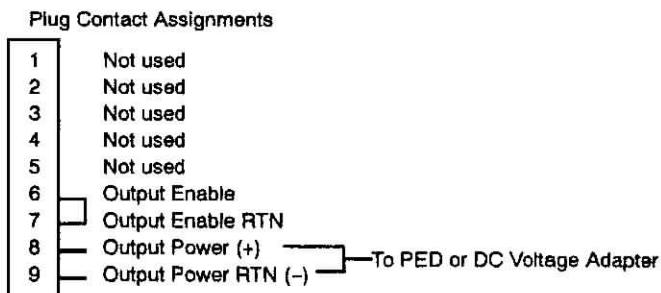 Plug Contact Assignments
1 Not used
2 Not used
3 Not used
4 Not used
5 Not used
6 Output Enable
7 Output Enable RTN
8 Output Power (+)
9 Output Power RTN (−)
To PED or DC Voltage Adapter